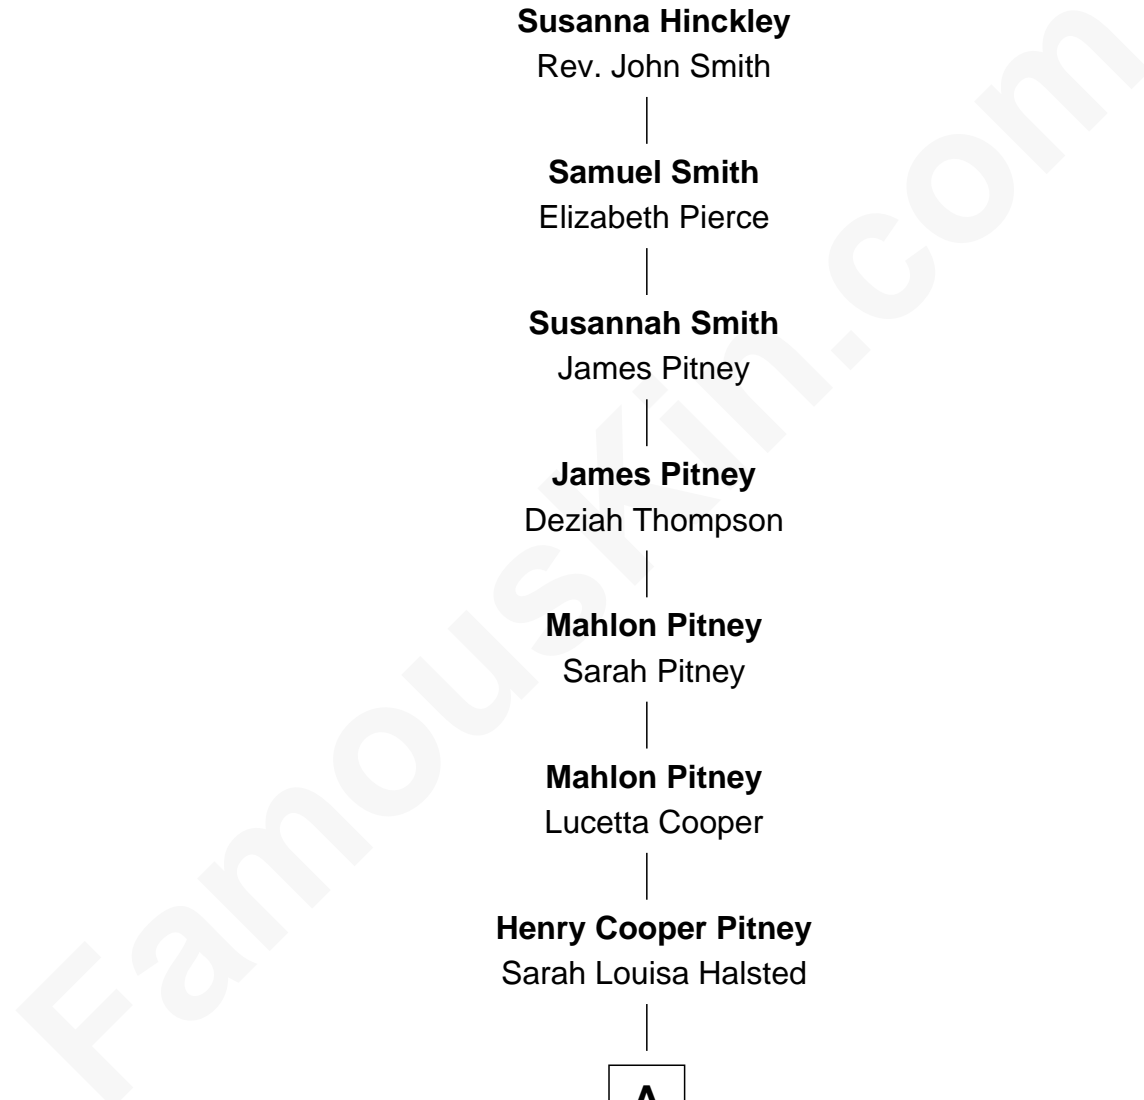 Susanna Hinckley
Rev. John Smith
Samuel Smith
Elizabeth Pierce
Susannah Smith
James Pitney
James Pitney
Deziah Thompson
Mahlon Pitney
Sarah Pitney
Mahlon Pitney
Lucetta Cooper
Henry Cooper Pitney
Sarah Louisa Halsted
A
FamousKin.com